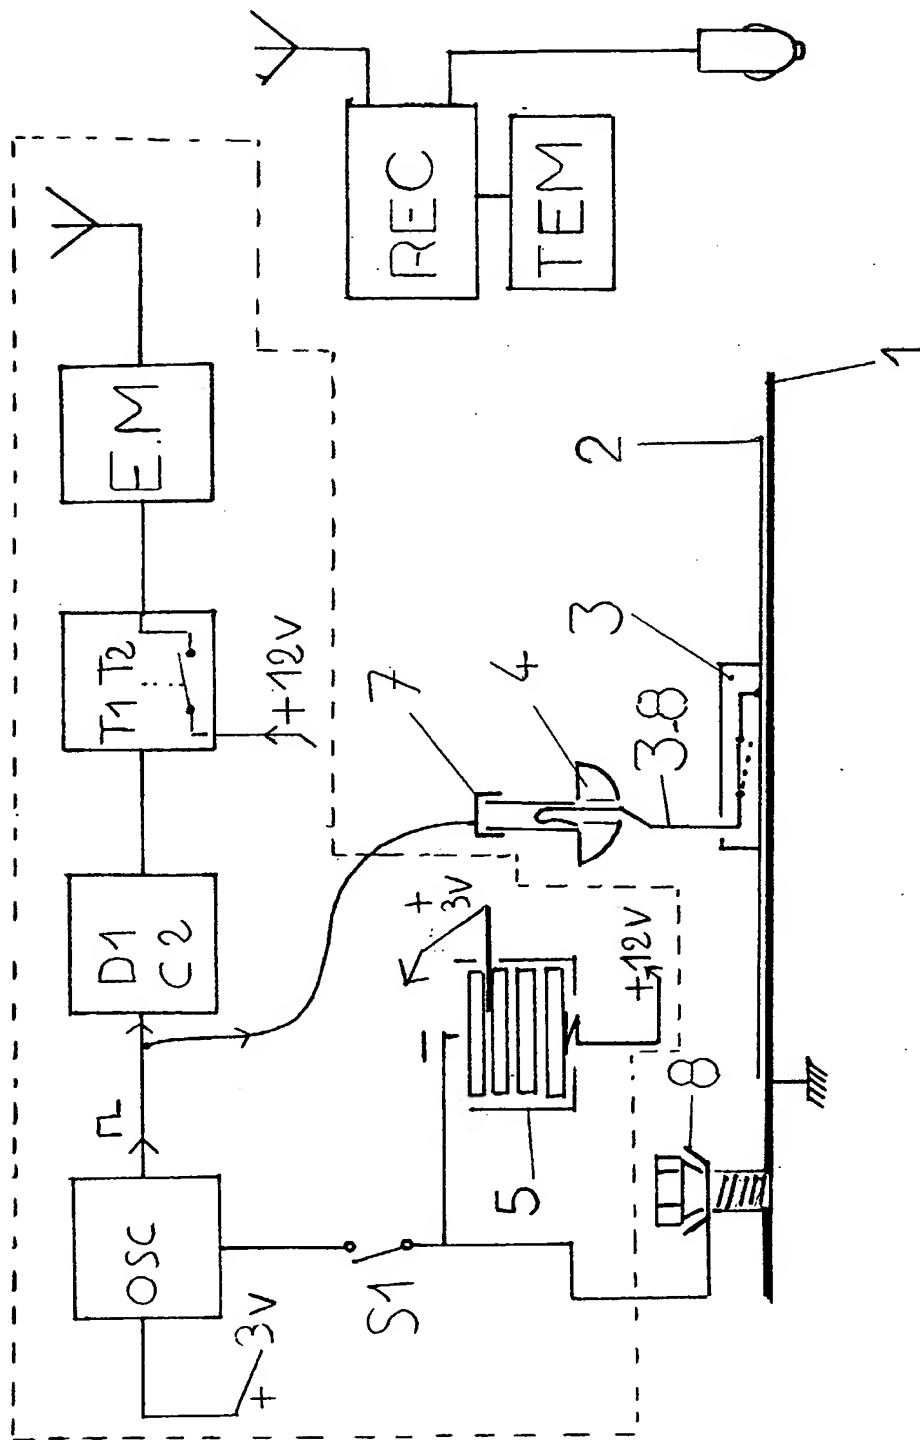 OSC
D1
C2
T1 T2
E.M
REC
TEM
+12V
+ 3V
S1
5
−
+
3V
+12V
7
4
3
3-8
8
2
1